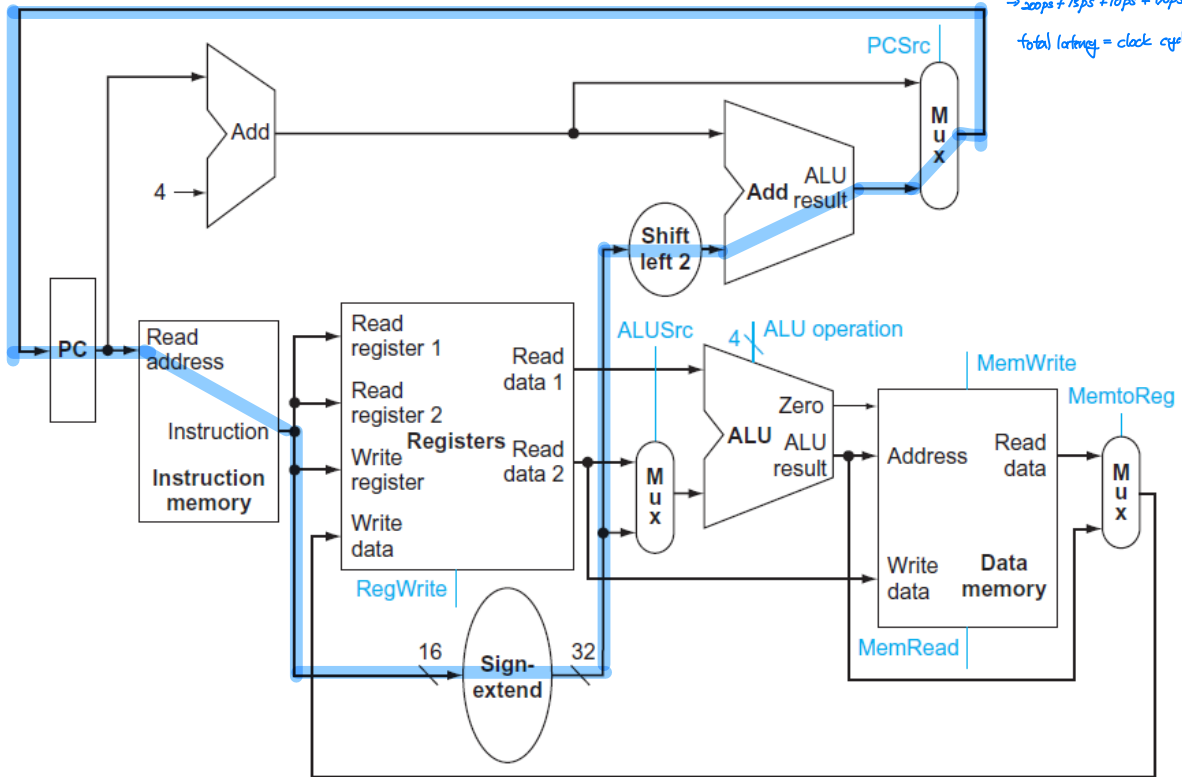 → 200ps + 15ps + 10ps +
total latency = clock
PCSrc
Add
4
M
u
x
ALU
Add result
Shift
left 2
PC
Read
address
Instruction
Instruction
memory
Read
register 1
Read
register 2
Write
register
Write
data
Registers
Read
data 1
Read
data 2
RegWrite
ALUSrc
M
u
x
4
ALU operation
Zero
ALU
ALU
result
MemWrite
Address
Read
data
Write
data
Data
memory
MemRead
MemtoReg
M
u
x
16
Sign-
extend
32